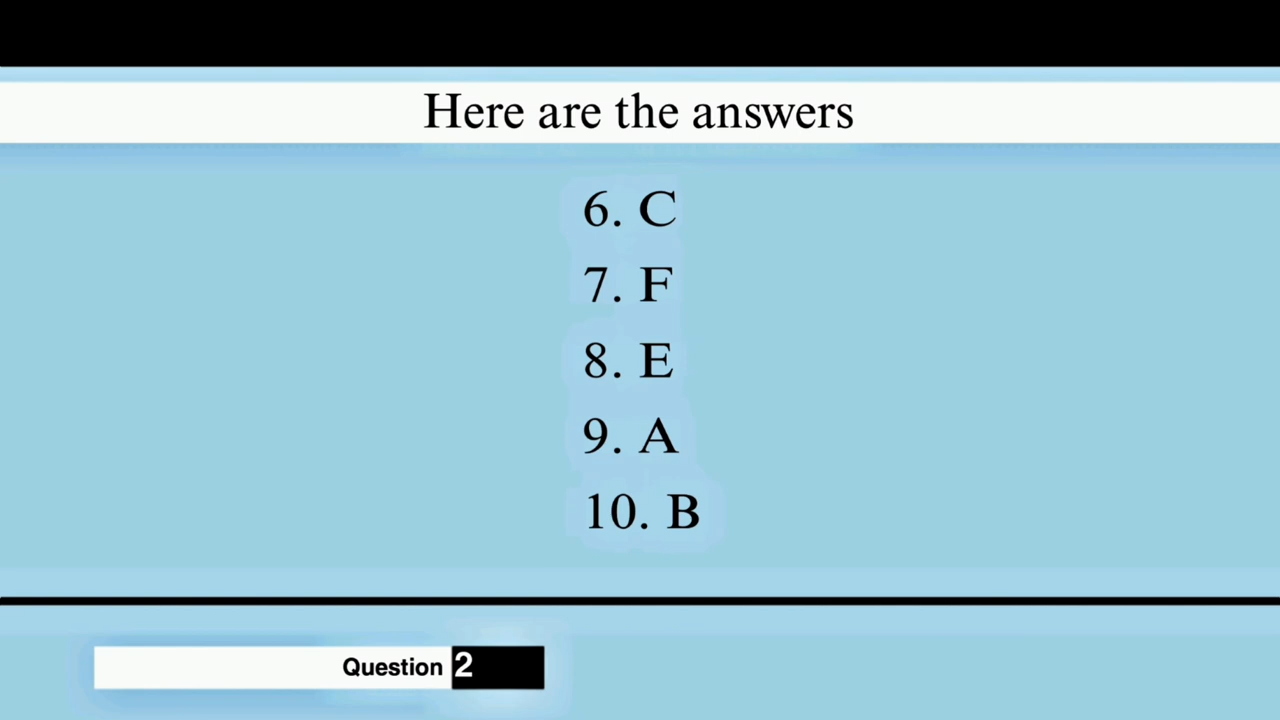 Here are the answers
6. C
7. F
8. E
9. A
10. B
Question 2